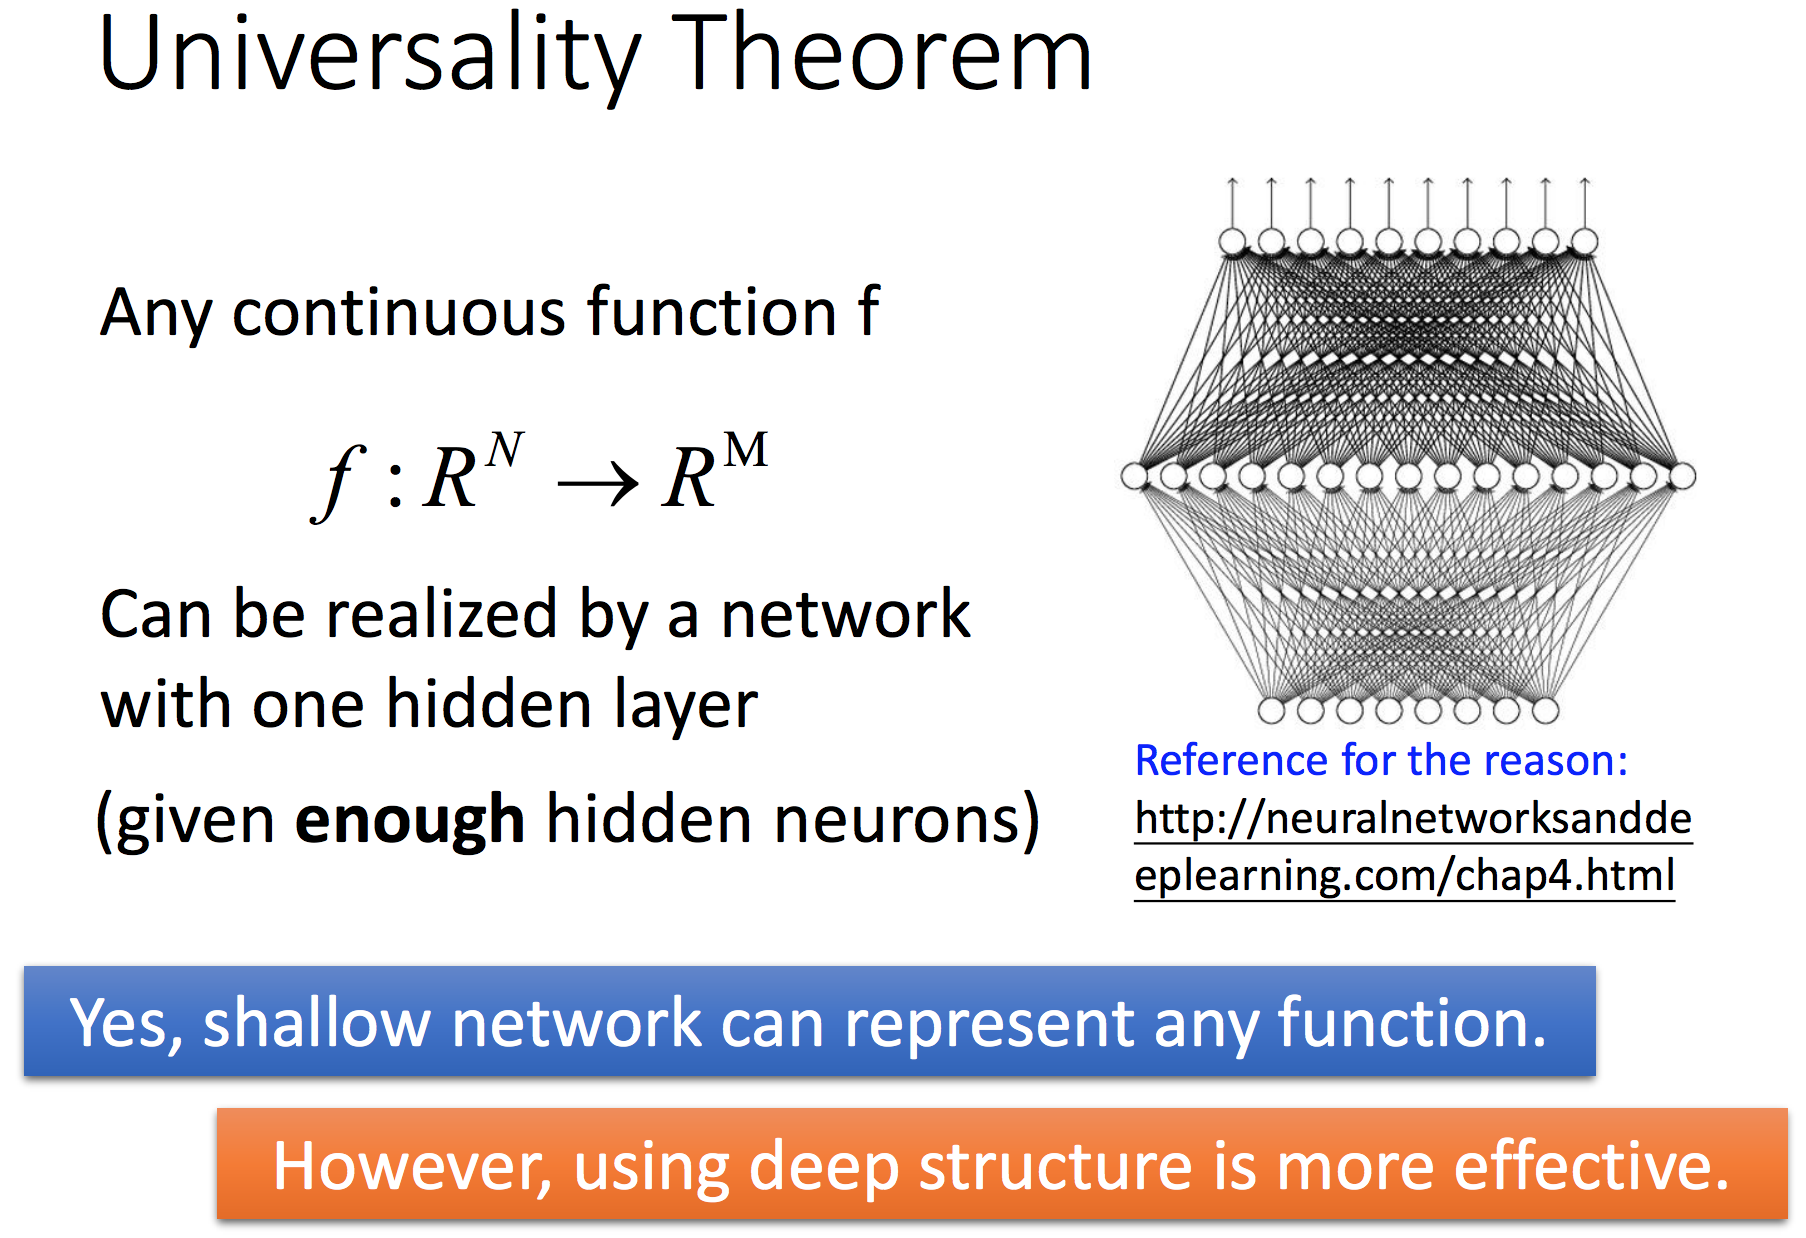 Universality Theorem
Any continuous function f
f : R^N → R^M
Can be realized by a network
with one hidden layer
(given enough hidden neurons)
Reference for the reason:
http://neuralnetworksandde
eplearning.com/chap4.html
Yes, shallow network can represent any function.
However, using deep structure is more effective.